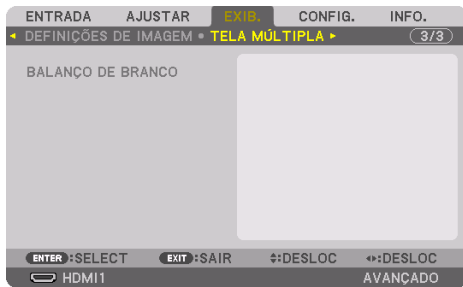 ENTRADA AJUSTAR EXIB. CONFIG. INFO.
DEFINIÇÕES DE IMAGEM • TELA MÚLTIPLA 3/3
BALANÇO DE BRANCO
ENTER :SELECT EXIT :SAIR :DESLOC :DESLOC
HDMI1 AVANÇADO